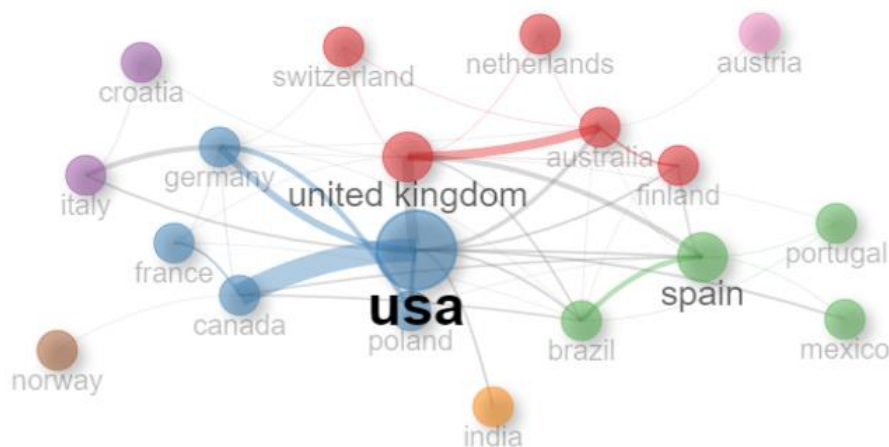 switzerland
netherlands
austria
croatia
germany
united kingdom
australia
finland
italy
france
portugal
canada
usa
poland
spain
brazil
mexico
norway
india